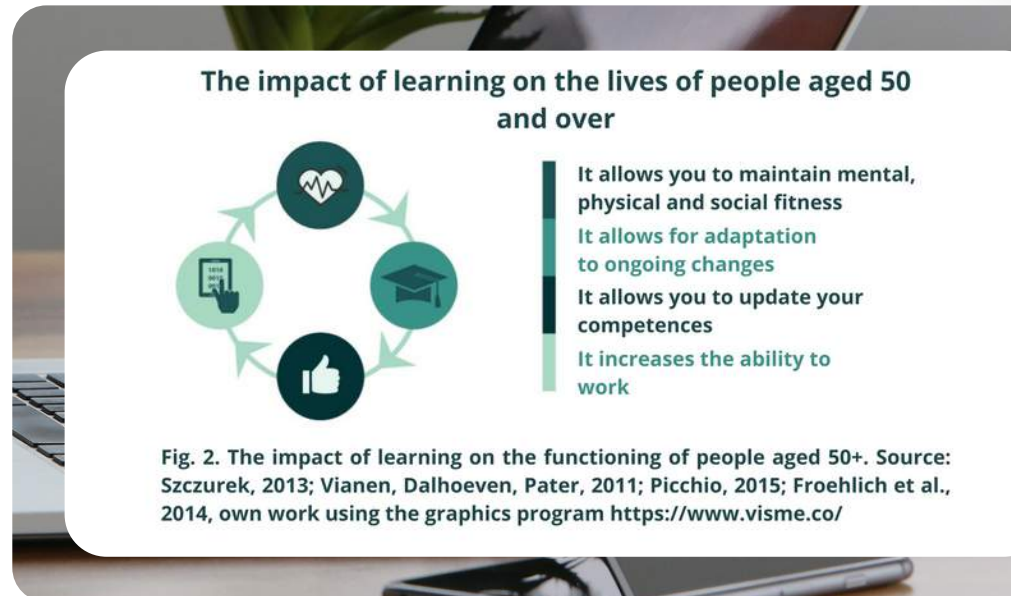 The impact of learning on the lives of people aged 50
and over
It allows you to maintain mental,
physical and social fitness
It allows for adaptation
to ongoing changes
It allows you to update your
competences
It increases the ability to
work
Fig. 2. The impact of learning on the functioning of people aged 50+. Source:
Szczurek, 2013; Vianen, Dalhoeven, Pater, 2011; Picchio, 2015; Froehlich et al.,
2014, own work using the graphics program https://www.visme.co/